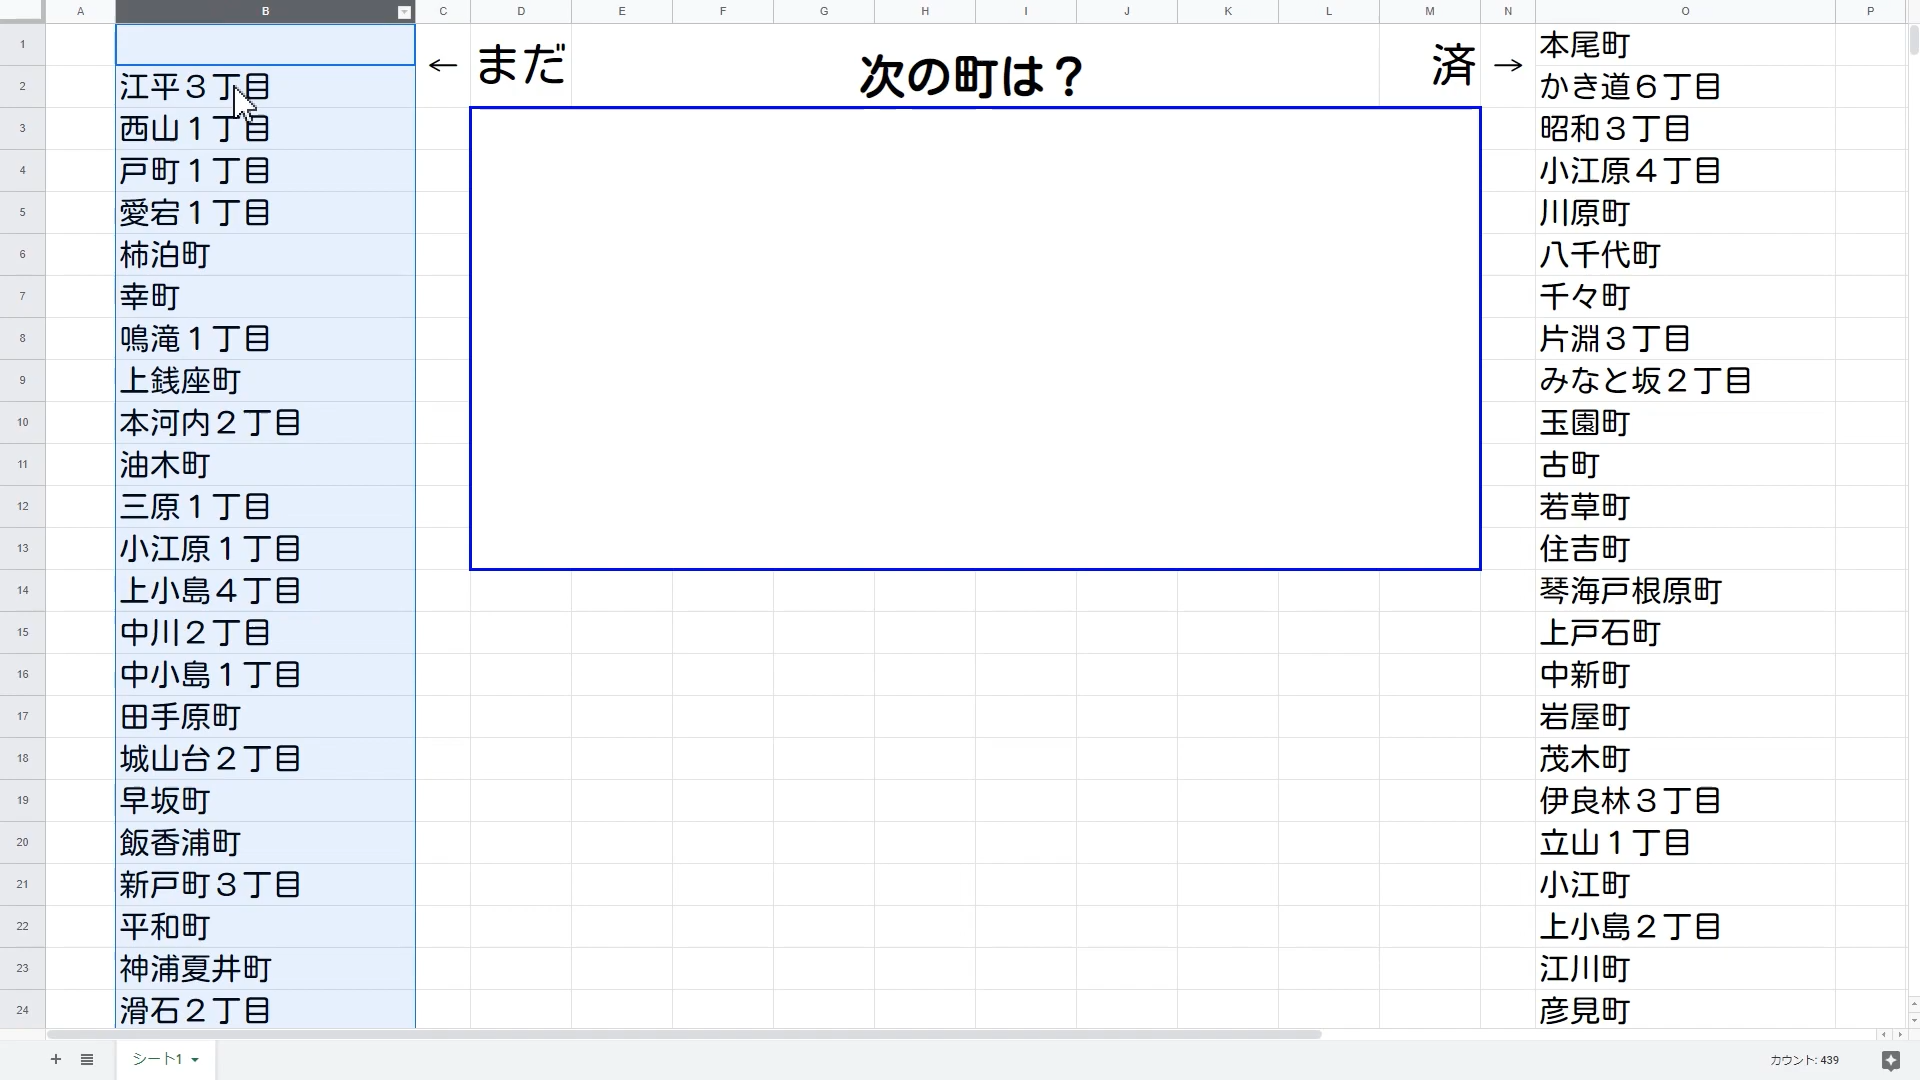 A B C D E F G H I J K L M N O P
1 ← まだ 次の町は？ 済 → 本尾町
2 江平３丁目 かき道６丁目
3 西山１丁目 昭和３丁目
4 戸町１丁目 小江原４丁目
5 愛宕１丁目 川原町
6 柿泊町 八千代町
7 幸町 千々町
8 鳴滝１丁目 片淵３丁目
9 上銭座町 みなと坂２丁目
10 本河内２丁目 玉園町
11 油木町 古町
12 三原１丁目 若草町
13 小江原１丁目 住吉町
14 上小島４丁目 琴海戸根原町
15 中川２丁目 上戸石町
16 中小島１丁目 中新町
17 田手原町 岩屋町
18 城山台２丁目 茂木町
19 早坂町 伊良林３丁目
20 飯香浦町 立山１丁目
21 新戸町３丁目 小江町
22 平和町 上小島２丁目
23 神浦夏井町 江川町
24 滑石２丁目 彦見町
シート1 カウント: 439